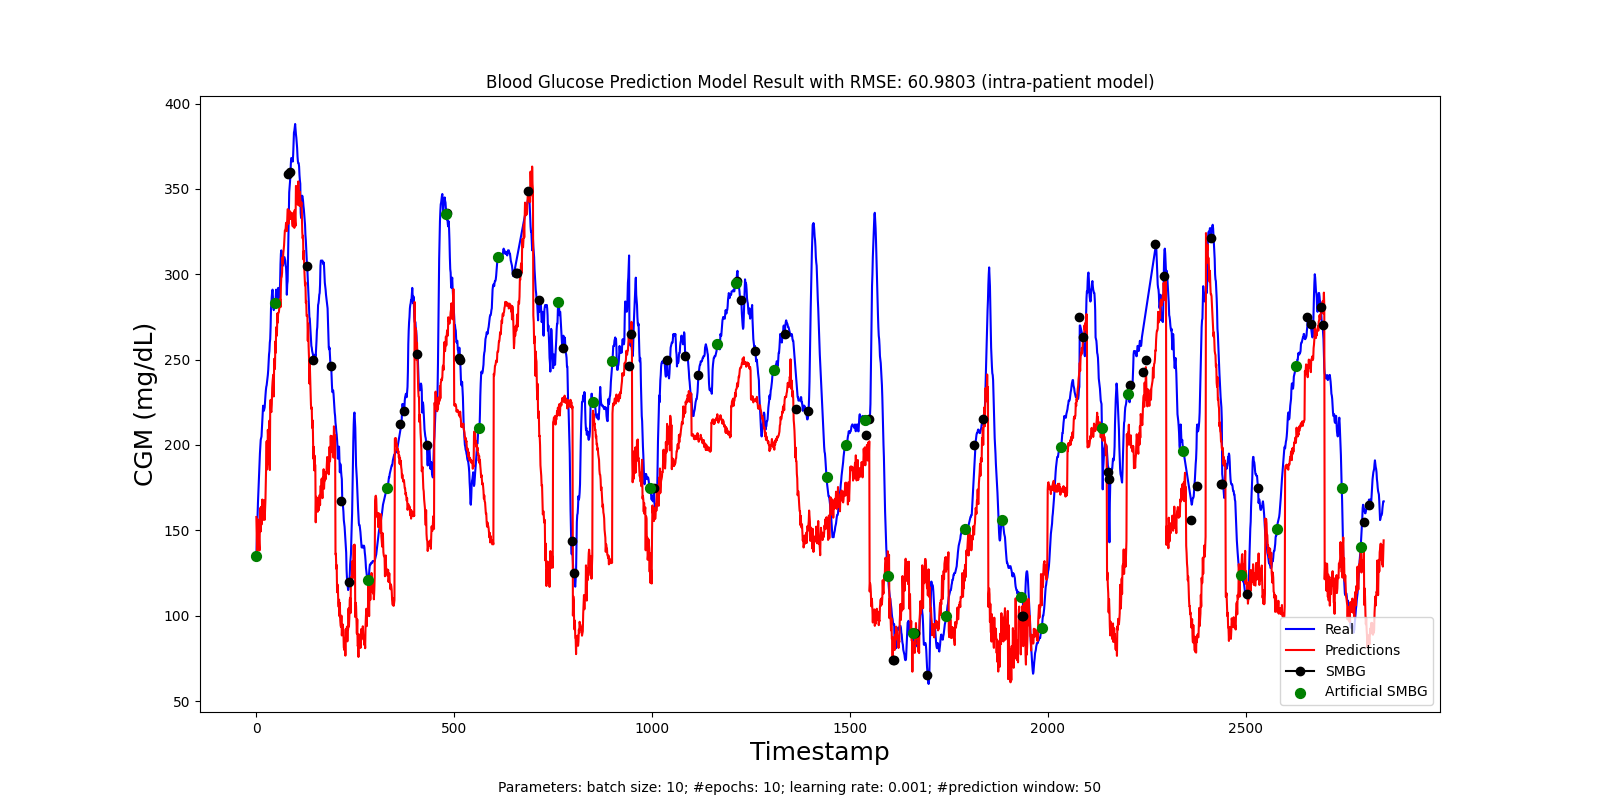 Blood Glucose Prediction Model Result with RMSE: 60.9803 (intra-patient model)
CGM (mg/dL)
400
350
300
250
200
150
100
50
0
500
1000
1500
2000
2500
Real
Predictions
SMBG
Artificial SMBG
Timestamp
Parameters: batch size: 10; #epochs: 10; learning rate: 0.001; #prediction window: 50